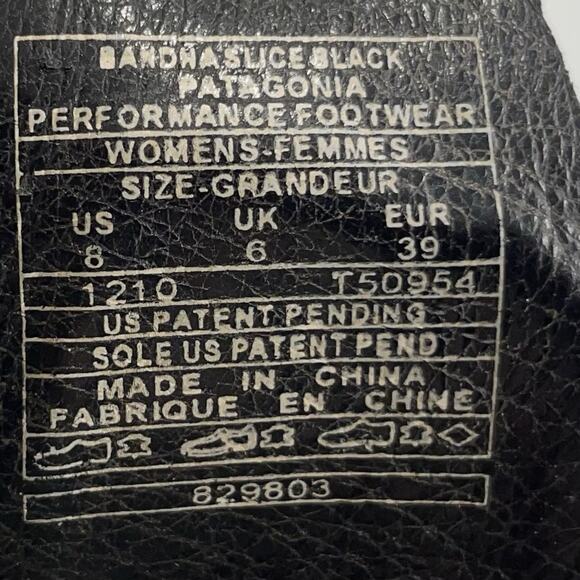 BANDHA SLICE BLACK
PATAGONIA
PERFORMANCE FOOTWEAR
WOMENS-FEMMES
SIZE-GRANDEUR
US UK EUR
8 6 39
1210 T50954
US PATENT PENDING
SOLE US PATENT PEND
MADE IN CHINA
FABRIQUE EN CHINE
829803